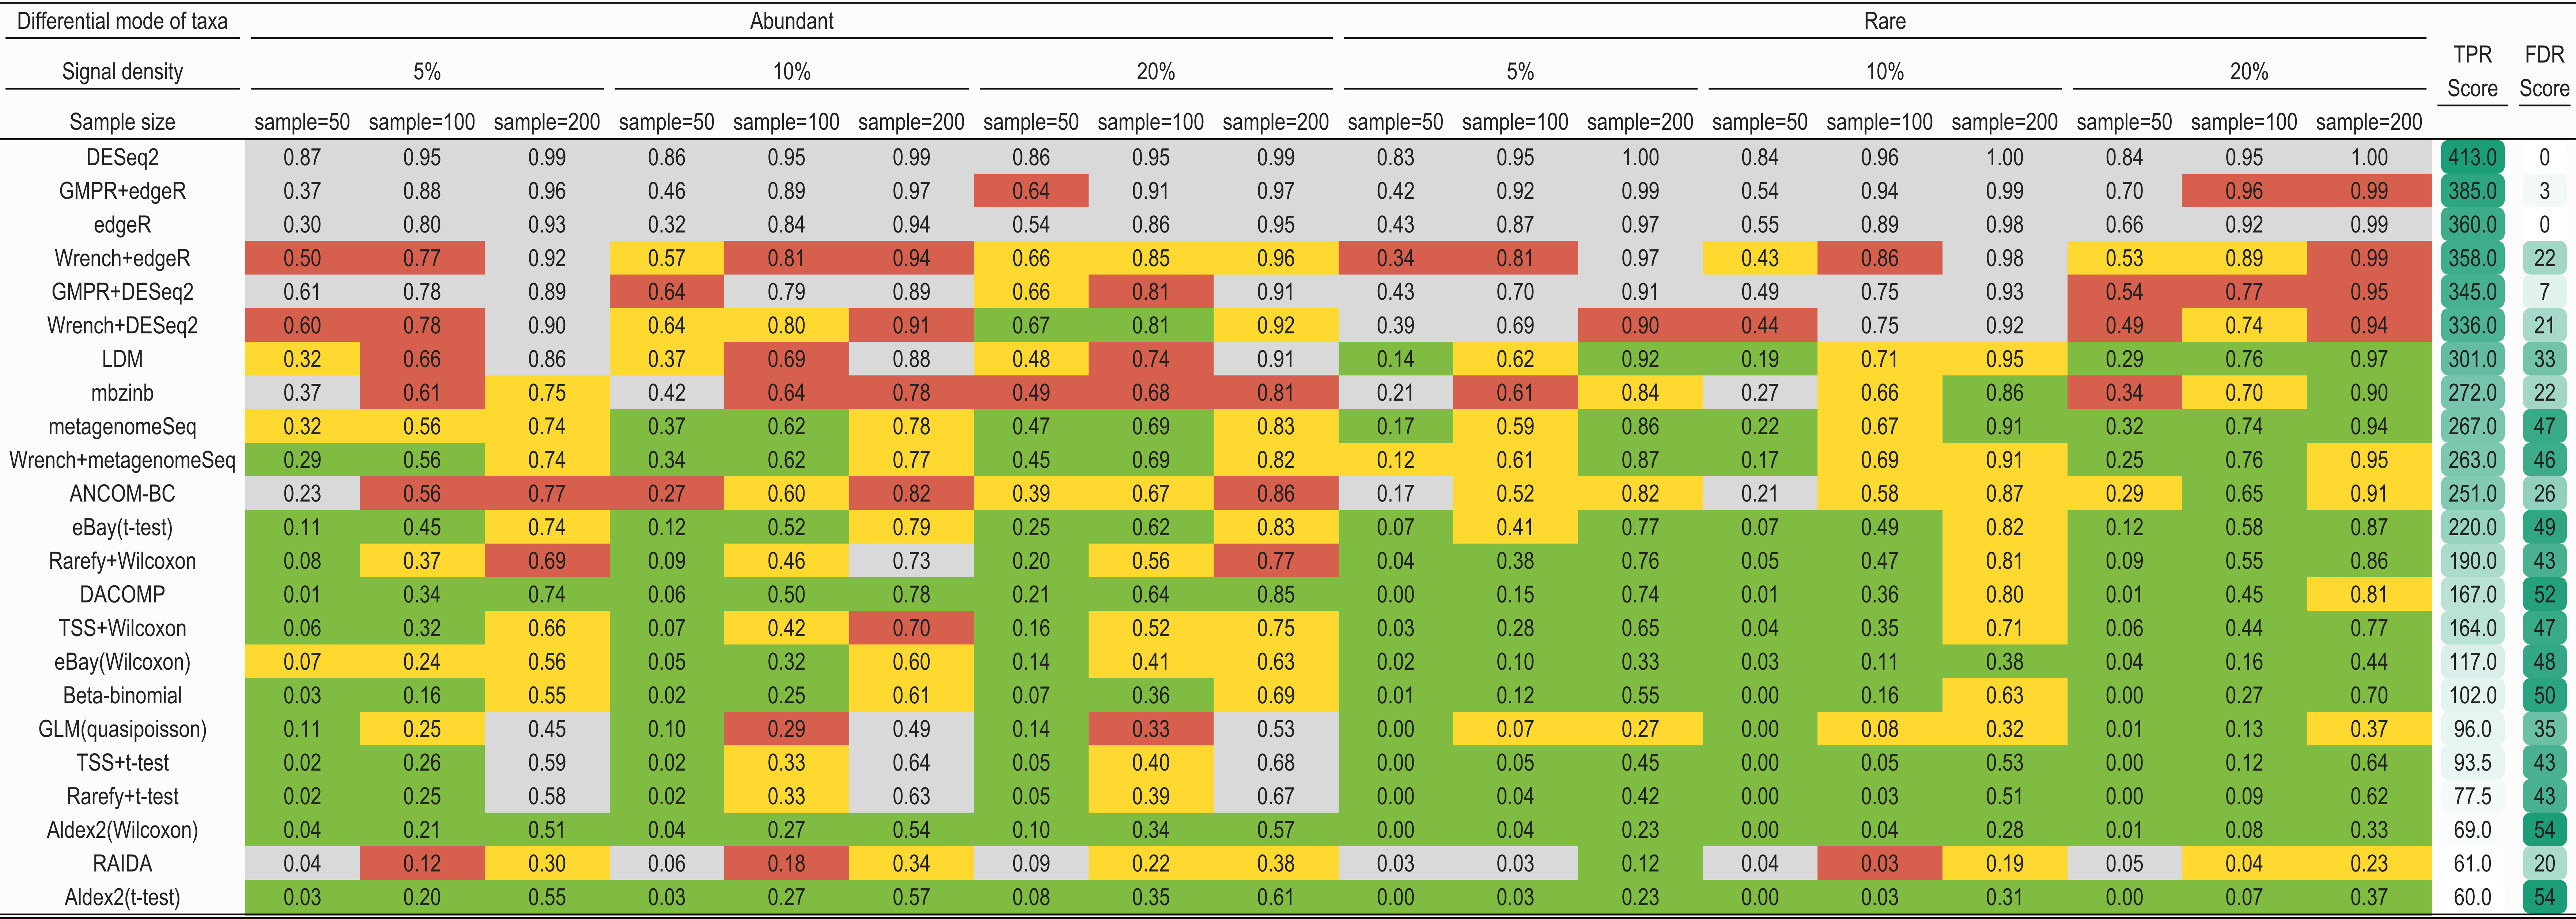 Differential mode of taxa Abundant Rare
TPR FDR
Signal density 5% 10% 20% 5% 10% 20%
Score Score
Sample size sample=50 sample=100 sample=200 sample=50 sample=100 sample=200 sample=50 sample=100 sample=200 sample=50 sample=100 sample=200 sample=50 sample=100 sample=200 sample=50 sample=100 sample=200
DESeq2 0.87 0.95 0.99 0.86 0.95 0.99 0.86 0.95 0.99 0.83 0.95 1.00 0.84 0.96 1.00 0.84 0.95 1.00 413.0 0
GMPR+edgeR 0.37 0.88 0.96 0.46 0.89 0.97 0.64 0.91 0.97 0.42 0.92 0.99 0.54 0.94 0.99 0.70 0.96 0.99 385.0 3
edgeR 0.30 0.80 0.93 0.32 0.84 0.94 0.54 0.86 0.95 0.43 0.87 0.97 0.55 0.89 0.98 0.66 0.92 0.99 360.0 0
Wrench+edgeR 0.50 0.77 0.92 0.57 0.81 0.94 0.66 0.85 0.96 0.34 0.81 0.97 0.43 0.86 0.98 0.53 0.89 0.99 358.0 22
GMPR+DESeq2 0.61 0.78 0.89 0.64 0.79 0.89 0.66 0.81 0.91 0.43 0.70 0.91 0.49 0.75 0.93 0.54 0.77 0.95 345.0 7
Wrench+DESeq2 0.60 0.78 0.90 0.64 0.80 0.91 0.67 0.81 0.92 0.39 0.69 0.90 0.44 0.75 0.92 0.49 0.74 0.94 336.0 21
LDM 0.32 0.66 0.86 0.37 0.69 0.88 0.48 0.74 0.91 0.14 0.62 0.92 0.19 0.71 0.95 0.29 0.76 0.97 301.0 33
mbzinb 0.37 0.61 0.75 0.42 0.64 0.78 0.49 0.68 0.81 0.21 0.61 0.84 0.27 0.66 0.86 0.34 0.70 0.90 272.0 22
metagenomeSeq 0.32 0.56 0.74 0.37 0.62 0.78 0.47 0.69 0.83 0.17 0.59 0.86 0.22 0.67 0.91 0.32 0.74 0.94 267.0 47
Wrench+metagenomeSeq 0.29 0.56 0.74 0.34 0.62 0.77 0.45 0.69 0.82 0.12 0.61 0.87 0.17 0.69 0.91 0.25 0.76 0.95 263.0 46
ANCOM-BC 0.23 0.56 0.77 0.27 0.60 0.82 0.39 0.67 0.86 0.17 0.52 0.82 0.21 0.58 0.87 0.29 0.65 0.91 251.0 26
eBay(t-test) 0.11 0.45 0.74 0.12 0.52 0.79 0.25 0.62 0.83 0.07 0.41 0.77 0.07 0.49 0.82 0.12 0.58 0.87 220.0 49
Rarefy+Wilcoxon 0.08 0.37 0.69 0.09 0.46 0.73 0.20 0.56 0.77 0.04 0.38 0.76 0.05 0.47 0.81 0.09 0.55 0.86 190.0 43
DACOMP 0.01 0.34 0.74 0.06 0.50 0.78 0.21 0.64 0.85 0.00 0.15 0.74 0.01 0.36 0.80 0.01 0.45 0.81 167.0 52
TSS+Wilcoxon 0.06 0.32 0.66 0.07 0.42 0.70 0.16 0.52 0.75 0.03 0.28 0.65 0.04 0.35 0.71 0.06 0.44 0.77 164.0 47
eBay(Wilcoxon) 0.07 0.24 0.56 0.05 0.32 0.60 0.14 0.41 0.63 0.02 0.10 0.33 0.03 0.11 0.38 0.04 0.16 0.44 117.0 48
Beta-binomial 0.03 0.16 0.55 0.02 0.25 0.61 0.07 0.36 0.69 0.01 0.12 0.55 0.00 0.16 0.63 0.00 0.27 0.70 102.0 50
GLM(quasipoisson) 0.11 0.25 0.45 0.10 0.29 0.49 0.14 0.33 0.53 0.00 0.07 0.27 0.00 0.08 0.32 0.01 0.13 0.37 96.0 35
TSS+t-test 0.02 0.26 0.59 0.02 0.33 0.64 0.05 0.40 0.68 0.00 0.05 0.45 0.00 0.05 0.53 0.00 0.12 0.64 93.5 43
Rarefy+t-test 0.02 0.25 0.58 0.02 0.33 0.63 0.05 0.39 0.67 0.00 0.04 0.42 0.00 0.03 0.51 0.00 0.09 0.62 77.5 43
Aldex2(Wilcoxon) 0.04 0.21 0.51 0.04 0.27 0.54 0.10 0.34 0.57 0.00 0.04 0.23 0.00 0.04 0.28 0.01 0.08 0.33 69.0 54
RAIDA 0.04 0.12 0.30 0.06 0.18 0.34 0.09 0.22 0.38 0.03 0.03 0.12 0.04 0.03 0.19 0.05 0.04 0.23 61.0 20
Aldex2(t-test) 0.03 0.20 0.55 0.03 0.27 0.57 0.08 0.35 0.61 0.00 0.03 0.23 0.00 0.03 0.31 0.00 0.07 0.37 60.0 54